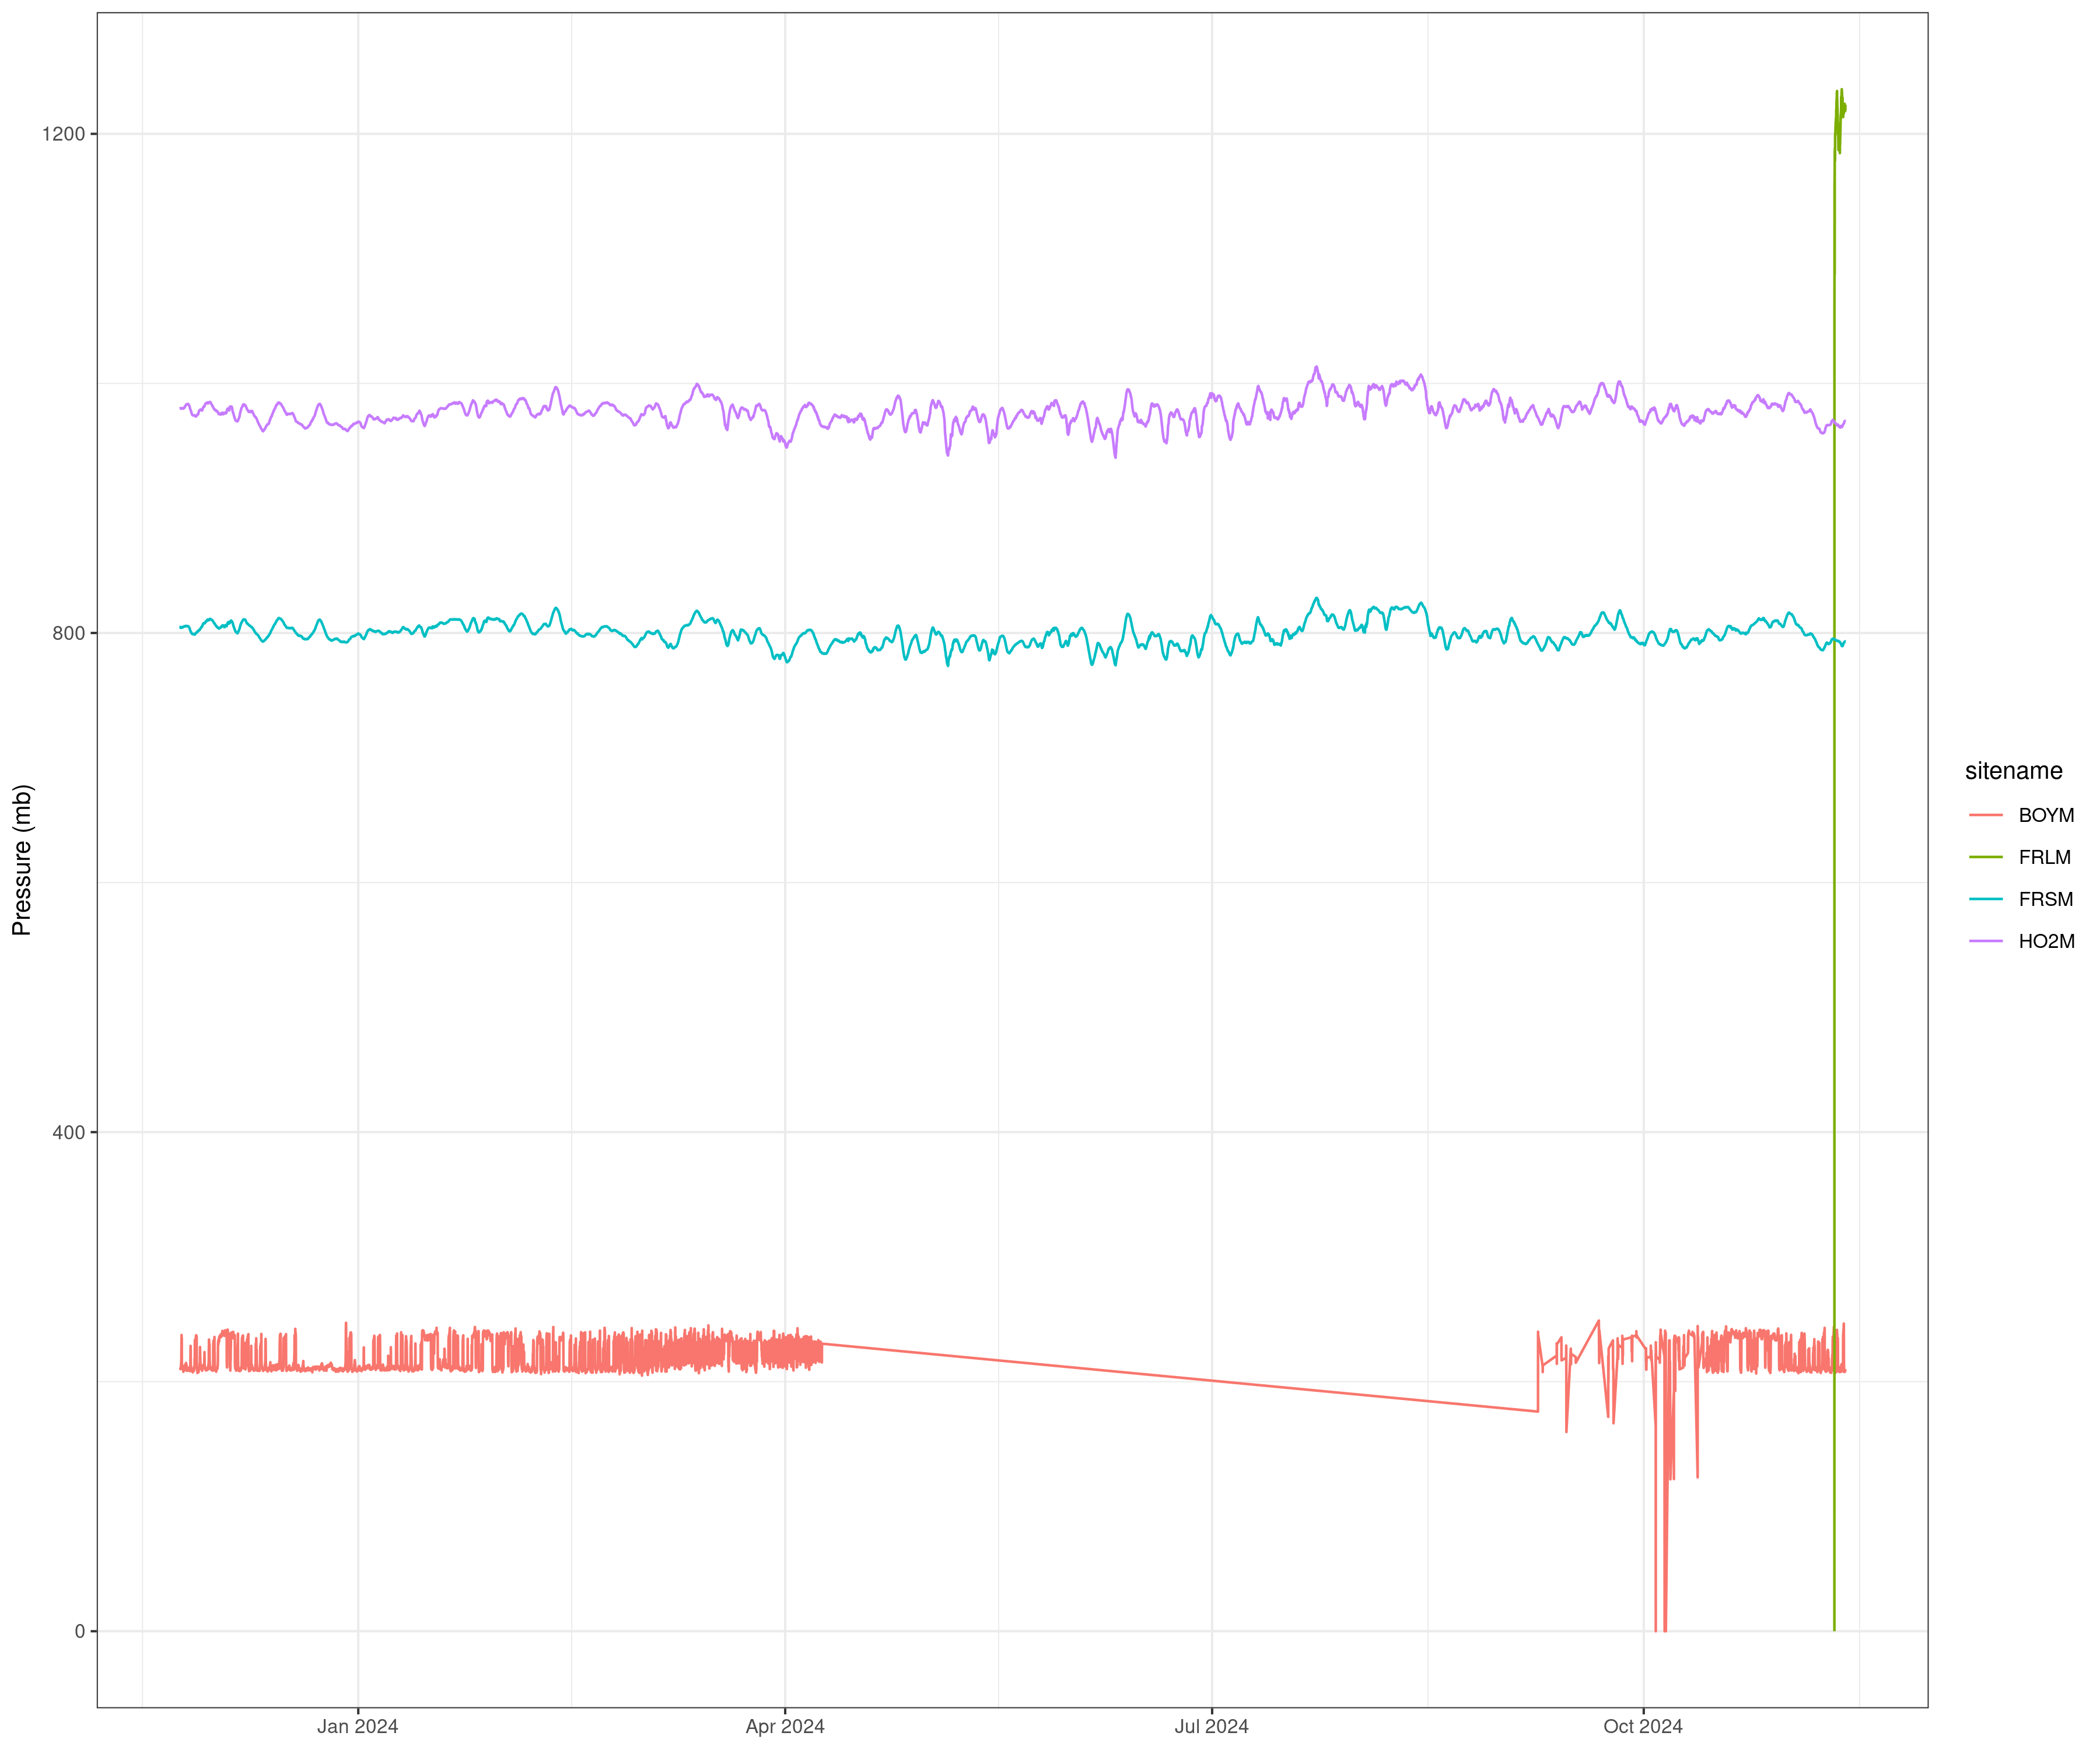 1200
800
400
0
Pressure (mb)
Jan 2024
Apr 2024
Jul 2024
Oct 2024
sitename
BOYM
FRLM
FRSM
HO2M